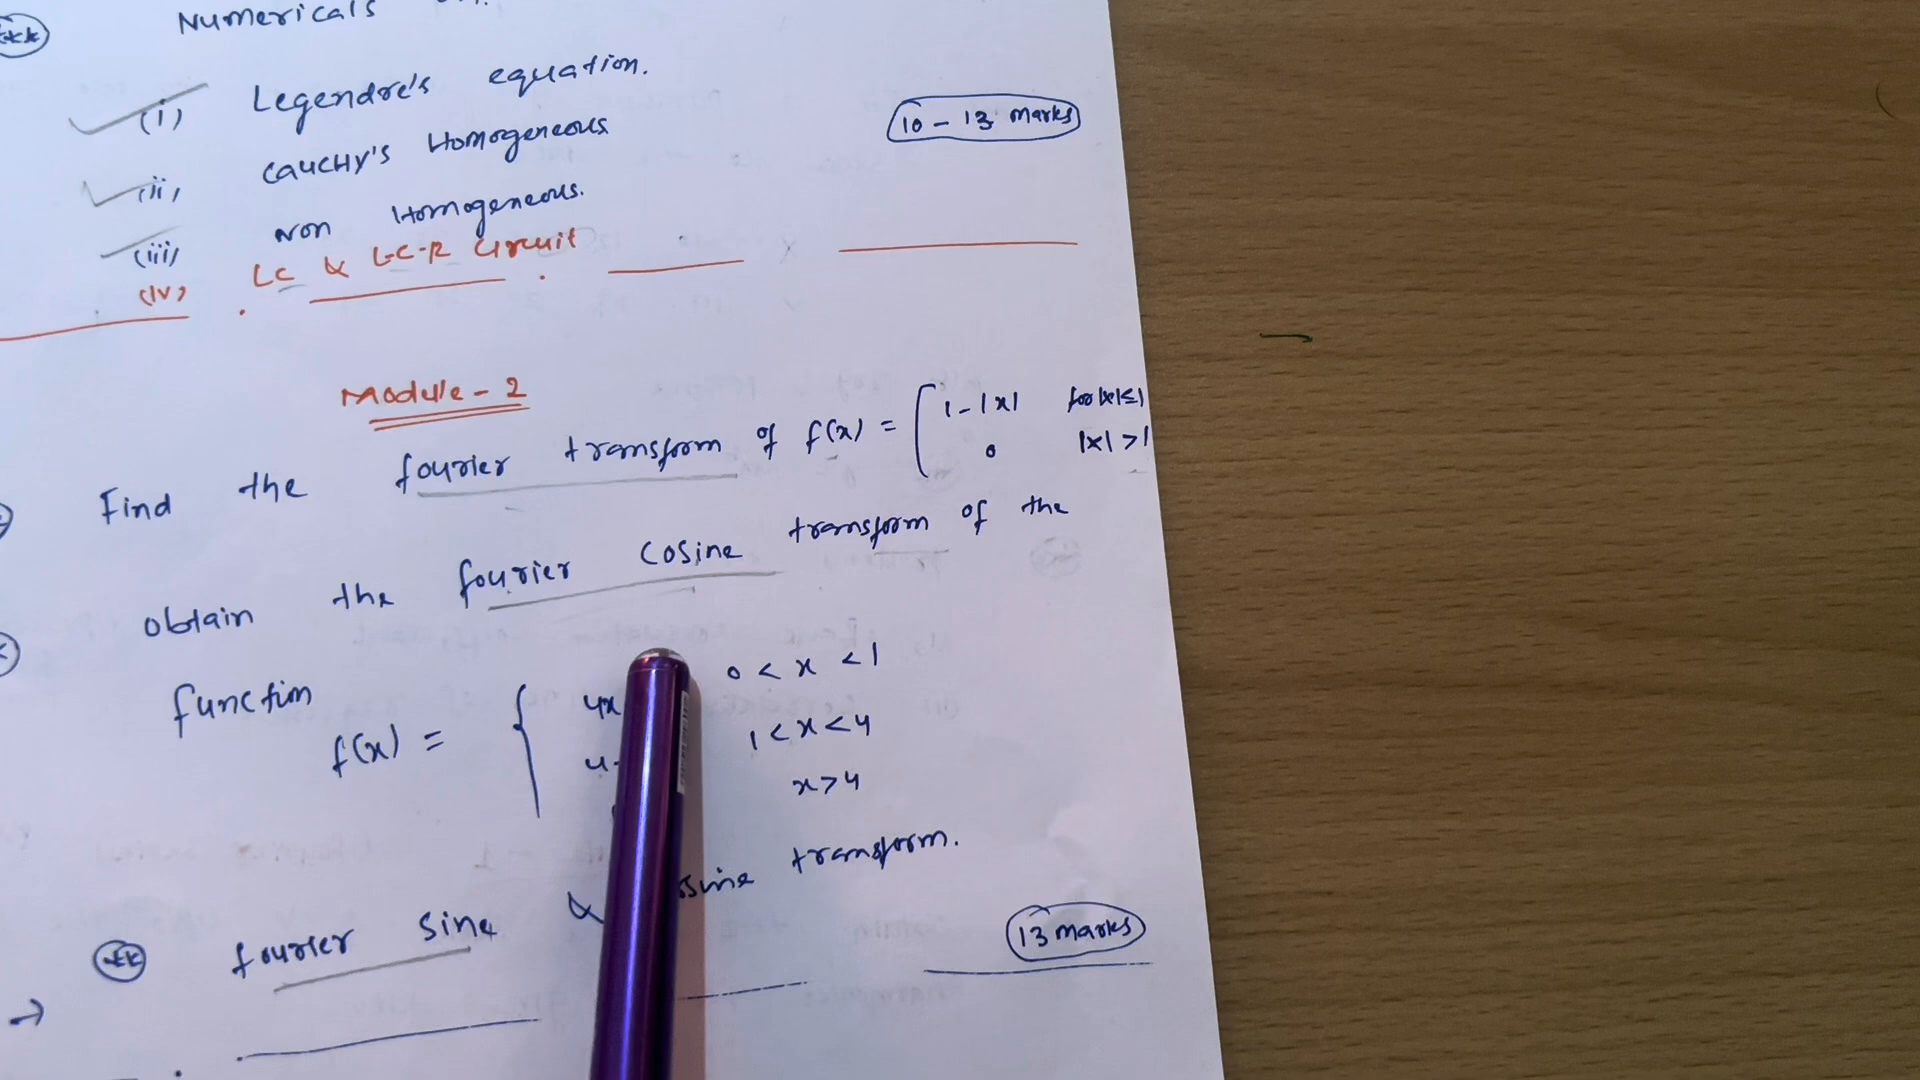 Numericals
(i) Legendre's equation.
(ii) CAUCHY'S Homogeneous
10 - 13 marks
(iii) Non Homogeneous.
(iv) LC & L-C-R Circuit
Module - 2
Find the fourier transform of f(x) = { 1 - |x| for |x| ≤ 1
0 |x| > 1
obtain the fourier cosine transform of the
function
f(x) = { 4x 0 < x < 1
4- 1 < x < 4
x > 4
fourier sine & transform.
13 marks